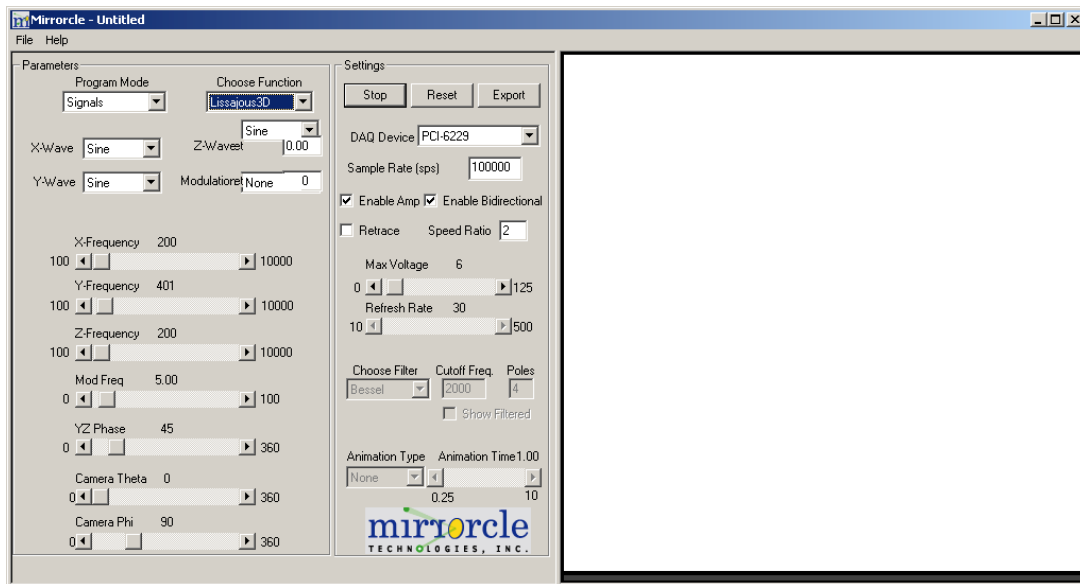 Mirrorcle - Untitled
File Help
Parameters
Program Mode Choose Function
Signals Lissajous3D
Sine
X-Wave Sine Z-Wave 0.00
Y-Wave Sine Modulation None 0
X-Frequency 200
100 10000
Y-Frequency 401
100 10000
Z-Frequency 200
100 10000
Mod Freq 5.00
0 100
YZ Phase 45
0 360
Camera Theta 0
0 360
Camera Phi 90
0 360
Settings
Stop Reset Export
DAQ Device PCI-6229
Sample Rate (sps) 100000
Enable Amp Enable Bidirectional
Retrace Speed Ratio 2
Max Voltage 6
0 125
Refresh Rate 30
10 500
Choose Filter Cutoff Freq. Poles
Bessel 2000 4
Show Filtered
Animation Type Animation Time 1.00
None
0.25 10
mirrorcle
TECHNOLOGIES, INC.